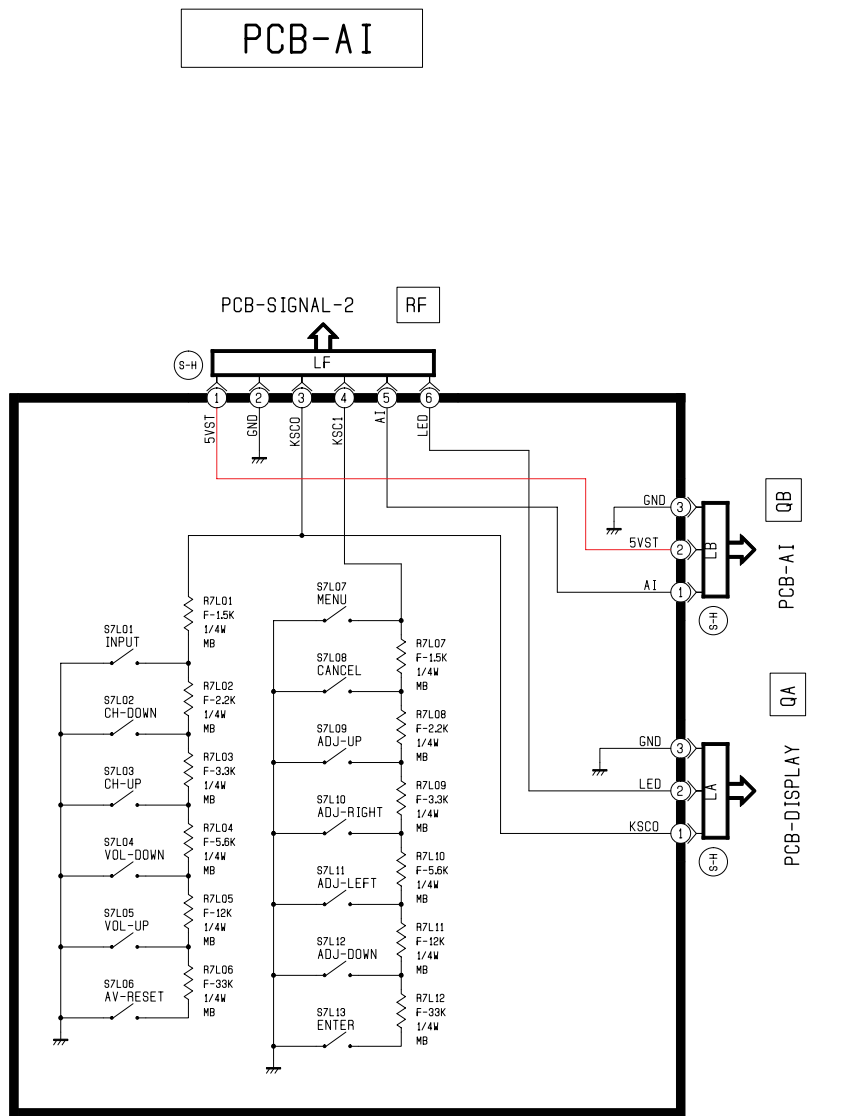 PCB-AI
PCB-SIGNAL-2
RF
S-H
LF
1 2 3 4 5 6
5VST
GND
KSC0
KSC1
AI
LED
GND 3
5VST 2
AI 1
LB
QB
PCB-AI
S-H
GND 3
LED 2
KSC0 1
LA
QA
PCB-DISPLAY
S-H
S7L01
INPUT
S7L02
CH-DOWN
S7L03
CH-UP
S7L04
VOL-DOWN
S7L05
VOL-UP
S7L06
AV-RESET
R7L01
F-1.5K
1/4W
MB
R7L02
F-2.2K
1/4W
MB
R7L03
F-3.3K
1/4W
MB
R7L04
F-5.6K
1/4W
MB
R7L05
F-12K
1/4W
MB
R7L06
F-33K
1/4W
MB
S7L07
MENU
S7L08
CANCEL
S7L09
ADJ-UP
S7L10
ADJ-RIGHT
S7L11
ADJ-LEFT
S7L12
ADJ-DOWN
S7L13
ENTER
R7L07
F-1.5K
1/4W
MB
R7L08
F-2.2K
1/4W
MB
R7L09
F-3.3K
1/4W
MB
R7L10
F-5.6K
1/4W
MB
R7L11
F-12K
1/4W
MB
R7L12
F-33K
1/4W
MB